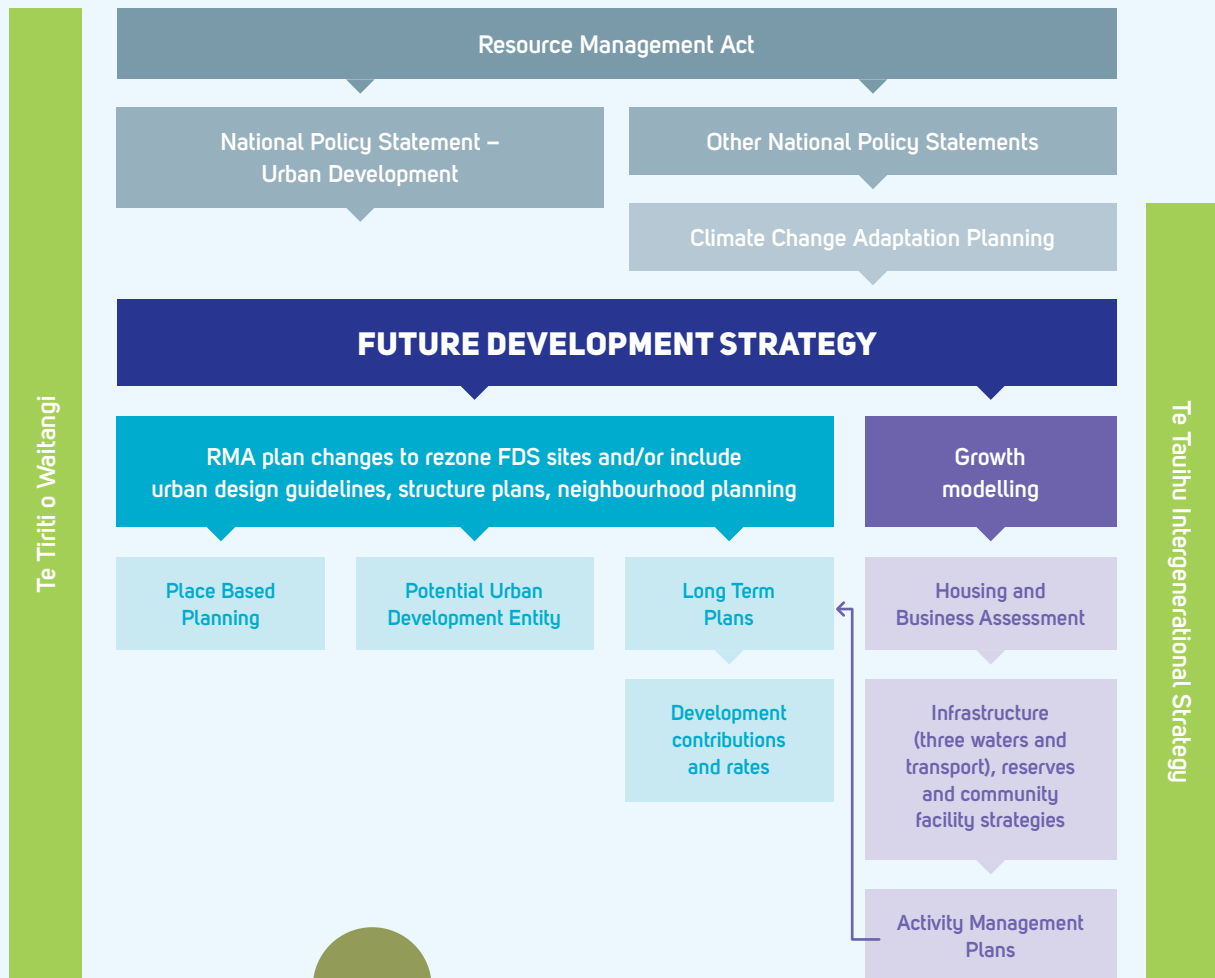 Resource Management Act
National Policy Statement –
Urban Development
Other National Policy Statements
Climate Change Adaptation Planning
FUTURE DEVELOPMENT STRATEGY
Te Tiriti o Waitangi
Te Tauihu Intergenerational Strategy
RMA plan changes to rezone FDS sites and/or include
urban design guidelines, structure plans, neighbourhood planning
Growth
modelling
Place Based
Planning
Potential Urban
Development Entity
Long Term
Plans
Housing and
Business Assessment
Development
contributions
and rates
Infrastructure
(three waters and
transport), reserves
and community
facility strategies
Activity Management
Plans